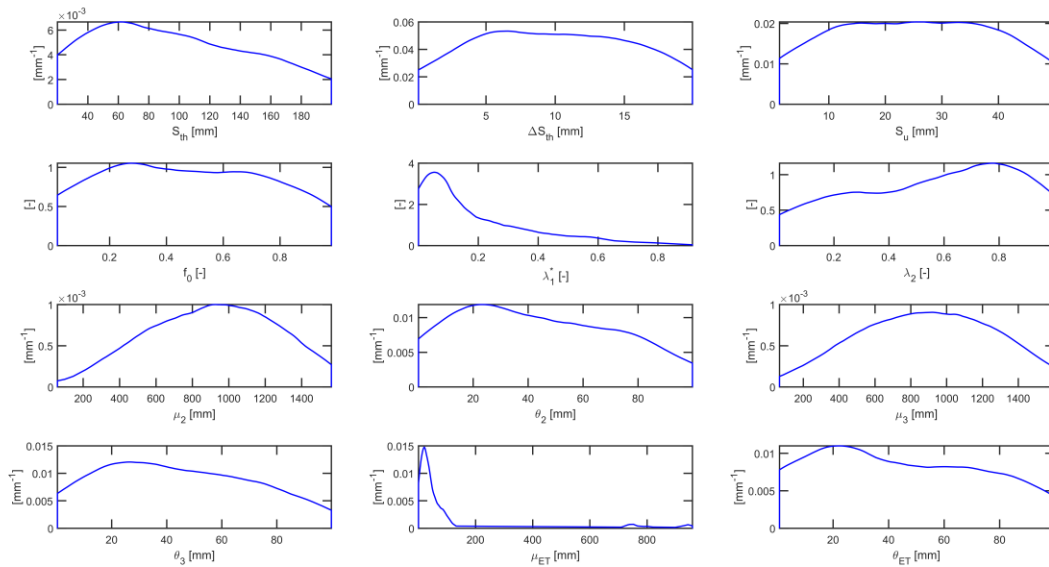 ×10⁻³
6
4
2
0
[mm⁻¹]
40 60 80 100 120 140 160 180
S_th [mm]
0.06
0.04
0.02
0
[mm⁻¹]
5 10 15
ΔS_th [mm]
0.02
0.01
0
[mm⁻¹]
10 20 30 40
S_u [mm]
1
0.5
0
[-]
0.2 0.4 0.6 0.8
f_0 [-]
4
2
0
[-]
0.2 0.4 0.6 0.8
λ_1^* [-]
1
0.5
0
[-]
0.2 0.4 0.6 0.8
λ_2 [-]
×10⁻³
1
0.5
0
[mm⁻¹]
200 400 600 800 1000 1200 1400
μ_2 [mm]
0.01
0.005
0
[mm⁻¹]
20 40 60 80
θ_2 [mm]
×10⁻³
1
0.5
0
[mm⁻¹]
200 400 600 800 1000 1200 1400
μ_3 [mm]
0.015
0.01
0.005
0
[mm⁻¹]
20 40 60 80
θ_3 [mm]
0.015
0.01
0.005
0
[mm⁻¹]
200 400 600 800
μ_ET [mm]
0.01
0.005
0
[mm⁻¹]
20 40 60 80
θ_ET [mm]